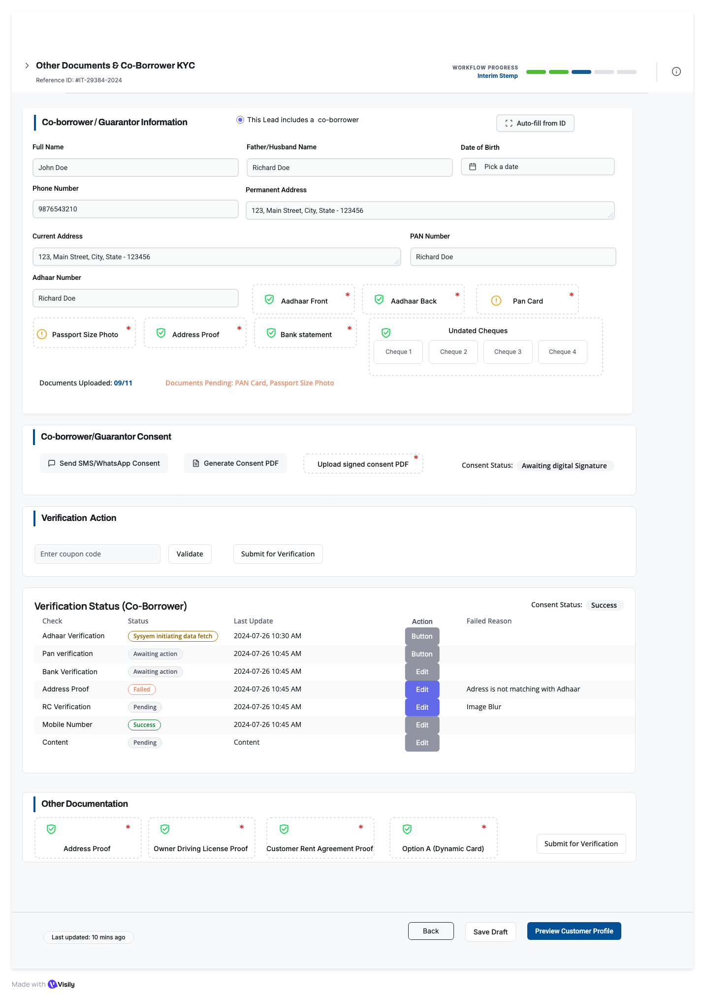 Other Documents & Co-Borrower KYC
Reference ID: #IT-29384-2024
WORKFLOW PROGRESS
Interim Stemp
Co-borrower / Guarantor Information
This Lead includes a  co-borrower
Auto-fill from ID
Full Name
Father/Husband Name
Date of Birth
John Doe
Richard Doe
Pick a date
Phone Number
Permanent Address
9876543210
123, Main Street, City, State - 123456
Current Address
PAN Number
123, Main Street, City, State - 123456
Richard Doe
Adhaar Number
Richard Doe
Aadhaar Front *
Aadhaar Back *
Pan Card *
Passport Size Photo *
Address Proof *
Bank statement *
Undated Cheques
Cheque 1
Cheque 2
Cheque 3
Cheque 4
Documents Uploaded: 09/11
Documents Pending: PAN Card, Passport Size Photo
Co-borrower/Guarantor Consent
Send SMS/WhatsApp Consent
Generate Consent PDF
Upload signed consent PDF *
Consent Status: Awaiting digital Signature
Verification  Action
Enter coupon code
Validate
Submit for Verification
Verification Status (Co-Borrower)
Consent Status: Success
Check Status Last Update Action Failed Reason
Adhaar Verification Sysyem initiating data fetch 2024-07-26 10:30 AM Button
Pan verification Awaiting action 2024-07-26 10:45 AM Button
Bank Verification Awaiting action 2024-07-26 10:45 AM Edit
Address Proof Failed 2024-07-26 10:45 AM Edit Adress is not matching with Adhaar
RC Verification Pending 2024-07-26 10:45 AM Edit Image Blur
Mobile Number Success 2024-07-26 10:45 AM Edit
Content Pending Content Edit
Other Documentation
* * * *
Address Proof
Owner Driving License Proof
Customer Rent Agreement Proof
Option A (Dynamic Card)
Submit for Verification
Last updated: 10 mins ago
Back
Save Draft
Preview Customer Profile
Made with Visily